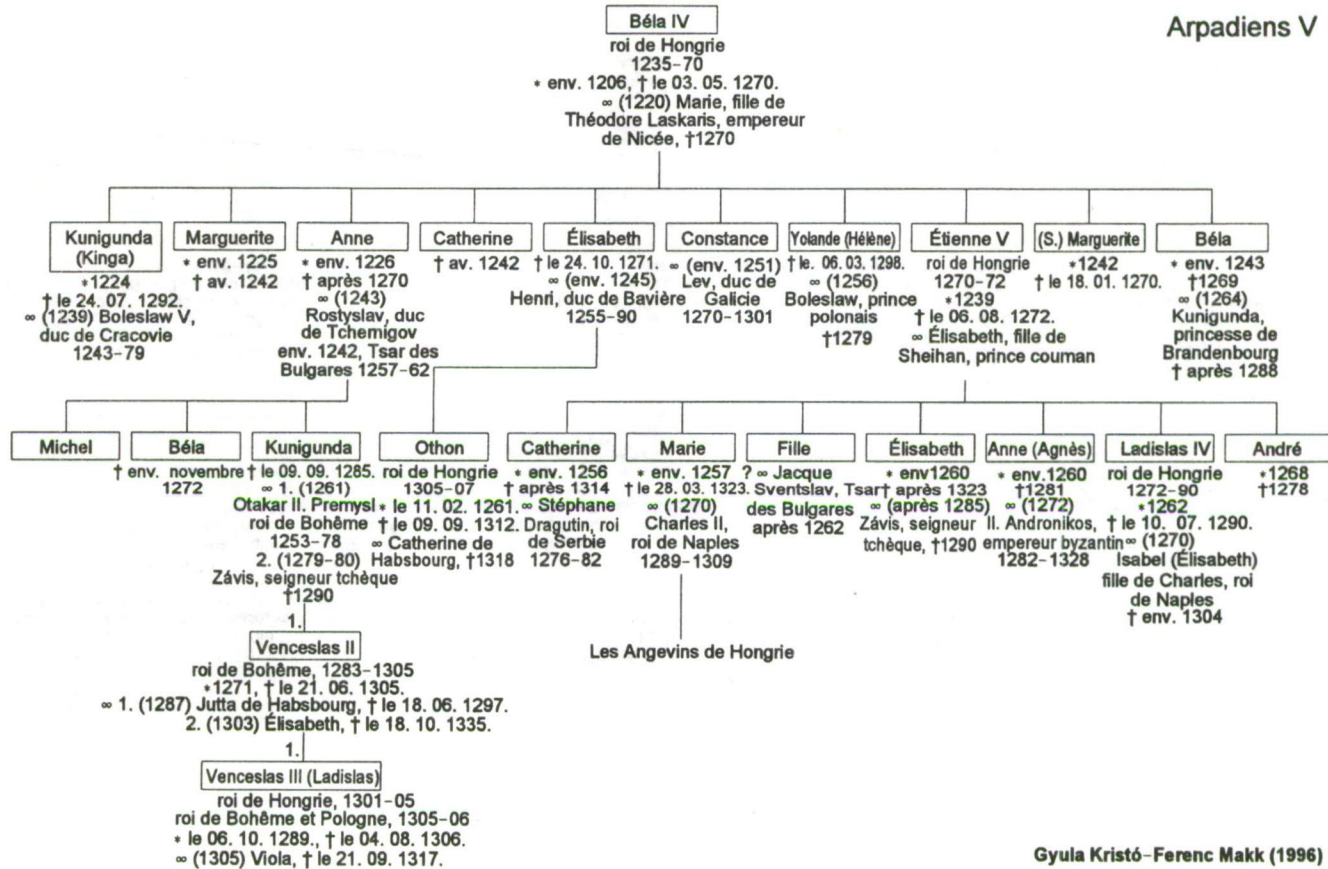 Arpadiens V
Béla IV
roi de Hongrie
1235-70
* env. 1206, † le 03. 05. 1270.
∞ (1220) Marie, fille de
Théodore Laskaris, empereur
de Nicée, †1270
Kunigunda
(Kinga)
*1224
† le 24. 07. 1292.
∞ (1239) Boleslaw V,
duc de Cracovie
1243-79
Marguerite
* env. 1225
† av. 1242
Anne
* env. 1226
† après 1270
∞ (1243)
Rostyslav, duc
de Tchernigov
env. 1242, Tsar des
Bulgares 1257-62
Catherine
† av. 1242
Élisabeth
† le 24. 10. 1271.
∞ (env. 1245)
Henri, duc de Bavière
1255-90
Constance
∞ (env. 1251)
Lev, duc de
Galicie
1270-1301
Yolande (Hélène)
† le. 06. 03. 1298.
∞ (1256)
Boleslaw, prince
polonais
†1279
Étienne V
roi de Hongrie
1270-72
*1239
† le 06. 08. 1272.
∞ Élisabeth, fille de
Sheihan, prince couman
(S.) Marguerite
*1242
† le 18. 01. 1270.
Béla
* env. 1243
†1269
∞ (1264)
Kunigunda,
princesse de
Brandenbourg
† après 1288
Michel
Béla
† env. novembre
1272
Kunigunda
† le 09. 09. 1285.
∞ 1. (1261)
Otakar II. Premysl
roi de Bohême
1253-78
2. (1279-80)
Závis, seigneur tchèque
†1290
Othon
roi de Hongrie
1305-07
* le 11. 02. 1261.
† le 09. 09. 1312.
∞ Catherine de
Habsbourg, †1318
Catherine
* env. 1256
† après 1314
∞ Stéphane
Dragutin, roi
de Serbie
1276-82
Marie
* env. 1257
† le 28. 03. 1323.
∞ (1270)
Charles II,
roi de Naples
1289-1309
Fille
? ∞ Jacque
Sventslav, Tsar
des Bulgares
après 1262
Élisabeth
* env1260
† après 1323
∞ (après 1285)
Závis, seigneur
tchèque, †1290
Anne (Agnès)
* env.1260
†1281
∞ (1272)
II. Andronikos,
empereur byzantin
1282-1328
Ladislas IV
roi de Hongrie
1272-90
*1262
† le 10. 07. 1290.
∞ (1270)
Isabel (Élisabeth)
fille de Charles, roi
de Naples
† env. 1304
André
*1268
†1278
1.
Venceslas II
roi de Bohême, 1283-1305
*1271, † le 21. 06. 1305.
∞ 1. (1287) Jutta de Habsbourg, † le 18. 06. 1297.
2. (1303) Élisabeth, † le 18. 10. 1335.
Les Angevins de Hongrie
1.
Venceslas III (Ladislas)
roi de Hongrie, 1301-05
roi de Bohême et Pologne, 1305-06
* le 06. 10. 1289., † le 04. 08. 1306.
∞ (1305) Viola, † le 21. 09. 1317.
Gyula Kristó-Ferenc Makk (1996)